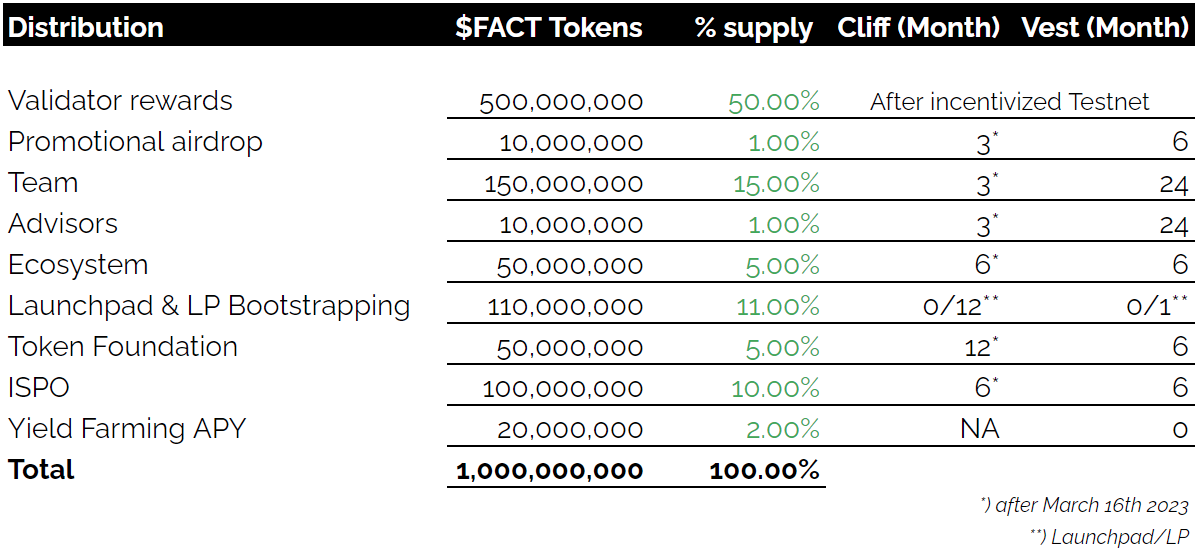 Distribution $FACT Tokens % supply Cliff (Month) Vest (Month)
Validator rewards 500,000,000 50.00% After incentivized Testnet
Promotional airdrop 10,000,000 1.00% 3* 6
Team 150,000,000 15.00% 3* 24
Advisors 10,000,000 1.00% 3* 24
Ecosystem 50,000,000 5.00% 6* 6
Launchpad & LP Bootstrapping 110,000,000 11.00% 0/12** 0/1**
Token Foundation 50,000,000 5.00% 12* 6
ISPO 100,000,000 10.00% 6* 6
Yield Farming APY 20,000,000 2.00% NA 0
Total 1,000,000,000 100.00%
*) after March 16th 2023
**) Launchpad/LP